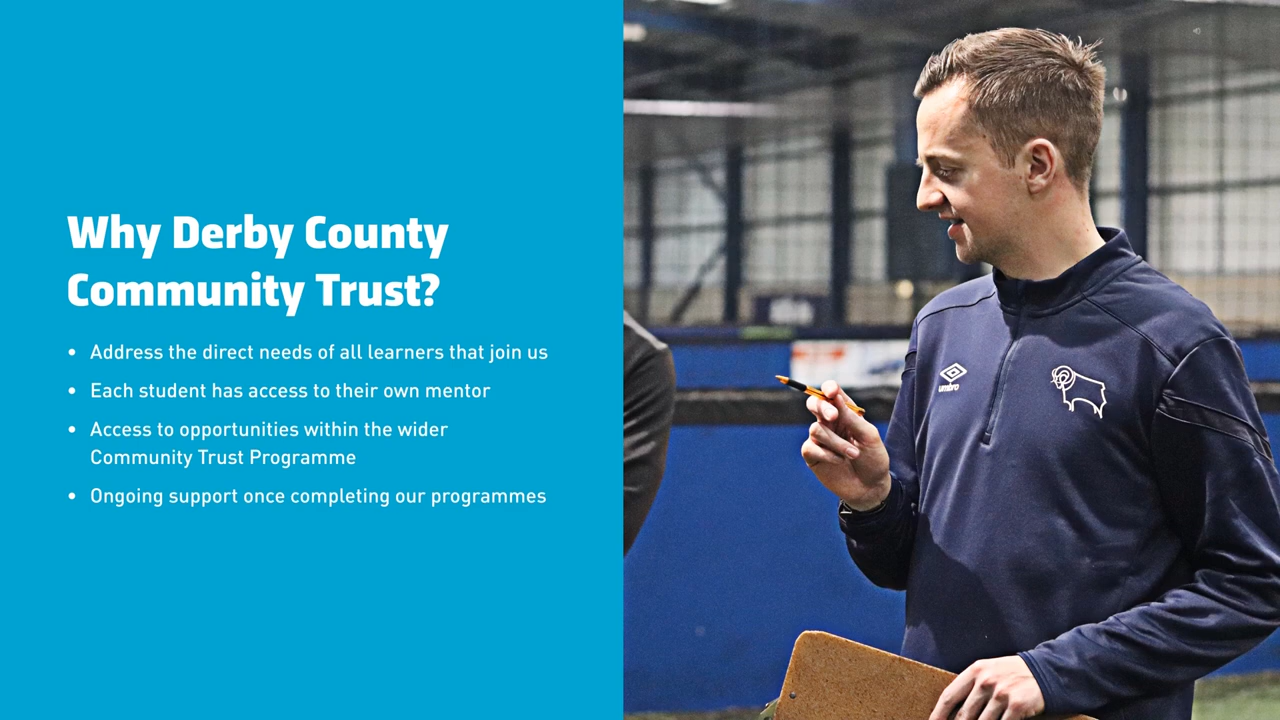 Why Derby County
Community Trust?
• Address the direct needs of all learners that join us
• Each student has access to their own mentor
• Access to opportunities within the wider
Community Trust Programme
• Ongoing support once completing our programmes
umbro